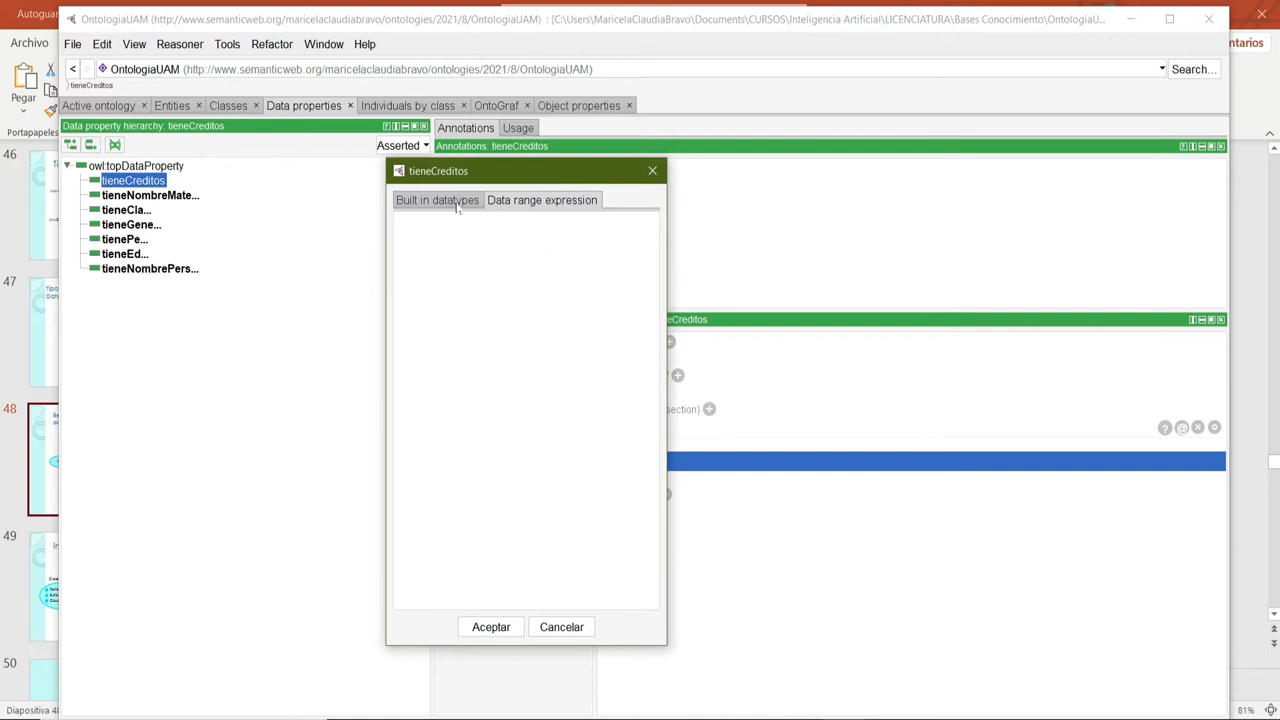 Autoguar
OntologiaUAM (http://www.semanticweb.org/maricelaclaudiabravo/ontologies/2021/8/OntologiaUAM) : [C:\Users\MaricelaClaudiaBravo\Documents\CURSOS\Inteligencia Artificial\LICENCIATURA\Bases Conocimiento\OntologiaU...
Archivo
File Edit View Reasoner Tools Refactor Window Help
ntarios
< > OntologiaUAM (http://www.semanticweb.org/maricelaclaudiabravo/ontologies/2021/8/OntologiaUAM) Search...
tieneCreditos
Pegar
Active ontology × Entities × Classes × Data properties × Individuals by class × OntoGraf × Object properties ×
Portapapeles
Data property hierarchy: tieneCreditos
Annotations Usage
Asserted
Annotations: tieneCreditos
46
owl:topDataProperty
tieneCreditos
tieneNombreMate...
tieneCla...
tieneGene...
tienePe...
tieneEd...
tieneNombrePers...
tieneCreditos
Built in datatypes Data range expression
47
eCreditos
48
section)
49
Aceptar Cancelar
50
Diapositiva 48
81%